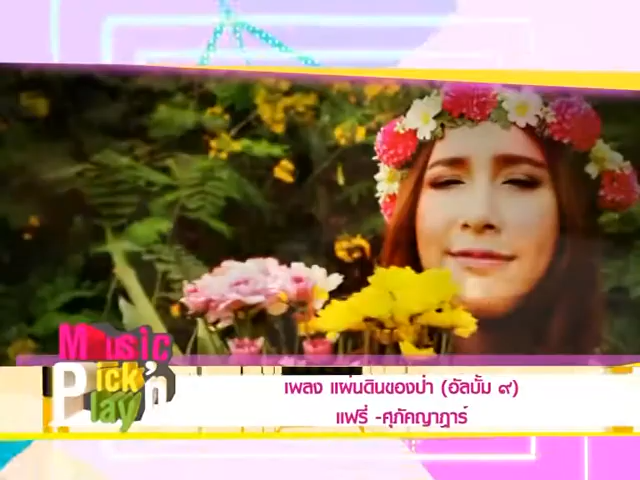 Music
Pick 'n
Play
เพลง แผ่นดินของป่า (อัลบั้ม ๙)
แฟรี่ -ศุภัคญาฎาร์